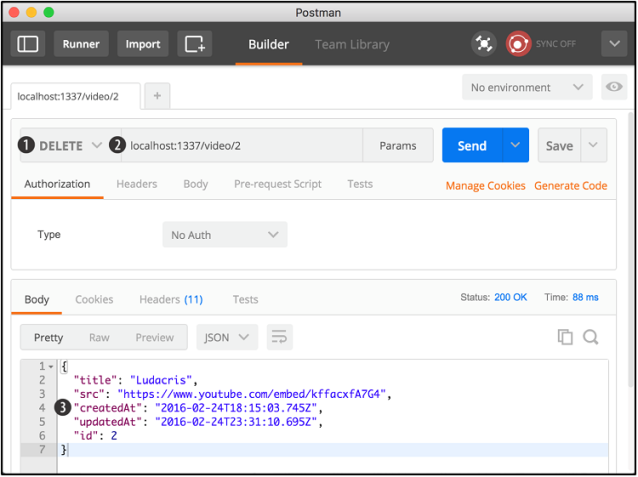 Postman
Runner Import Builder Team Library SYNC OFF
localhost:1337/video/2 + No environment
1 DELETE 2 localhost:1337/video/2 Params Send Save
Authorization Headers Body Pre-request Script Tests Manage Cookies Generate Code
Type No Auth
Body Cookies Headers (11) Tests Status: 200 OK Time: 88 ms
Pretty Raw Preview JSON
1 {
2 "title": "Ludacris",
3 "src": "https://www.youtube.com/embed/kffacxfA7G4",
4 3 "createdAt": "2016-02-24T18:15:03.745Z",
5 "updatedAt": "2016-02-24T23:31:10.695Z",
6 "id": 2
7 }